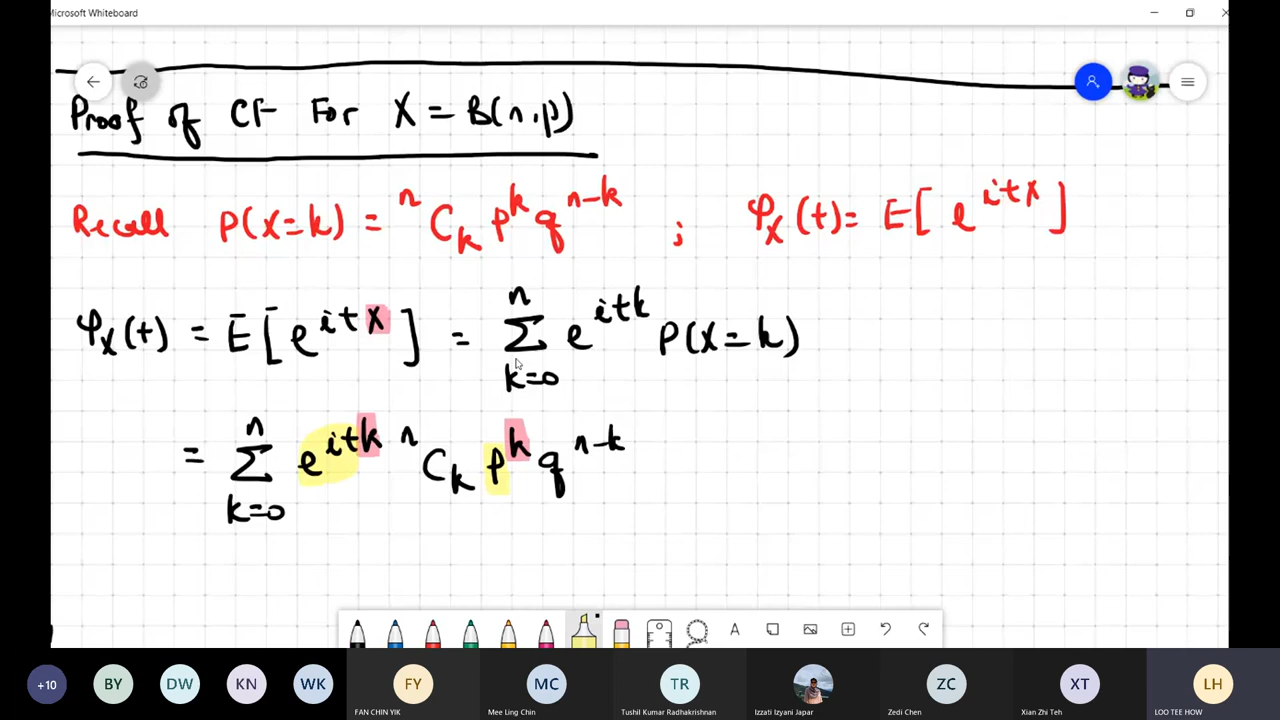 Microsoft Whiteboard
Proof of CF For X = B(n,p)
Recall P(X=k) = ⁿCₖ pᵏ qⁿ⁻ᵏ ; φₓ(t) = E[e^{itX}]
φₓ(t) = E[e^{itX}] = Σ_{k=0}^{n} e^{itk} P(X=k)
= Σ_{k=0}^{n} e^{itk} ⁿCₖ pᵏ qⁿ⁻ᵏ
A
+10 BY DW KN WK FY MC TR ZC XT LH
FAN CHIN YIK Mee Ling Chin Tushil Kumar Radhakrishnan Izzati Izyani Japar Zedi Chen Xian Zhi Teh LOO TEE HOW